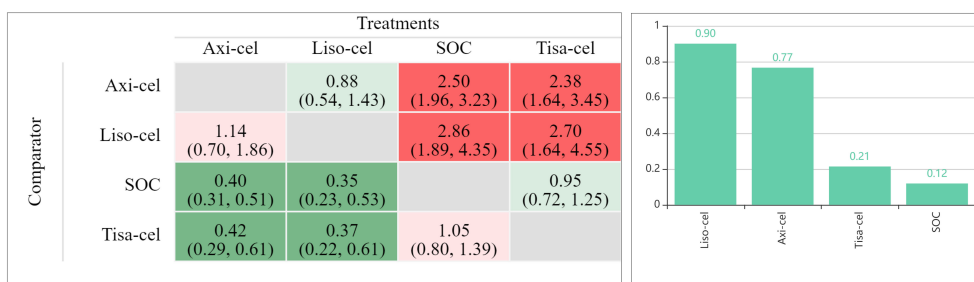 Treatments
Axi-cel Liso-cel SOC Tisa-cel
Comparator
Axi-cel 0.88 2.50 2.38
(0.54, 1.43) (1.96, 3.23) (1.64, 3.45)
Liso-cel 1.14 2.86 2.70
(0.70, 1.86) (1.89, 4.35) (1.64, 4.55)
SOC 0.40 0.35 0.95
(0.31, 0.51) (0.23, 0.53) (0.72, 1.25)
Tisa-cel 0.42 0.37 1.05
(0.29, 0.61) (0.22, 0.61) (0.80, 1.39)
1
0.8
0.6
0.4
0.2
0
0.90
0.77
0.21
0.12
Liso-cel
Axi-cel
Tisa-cel
SOC